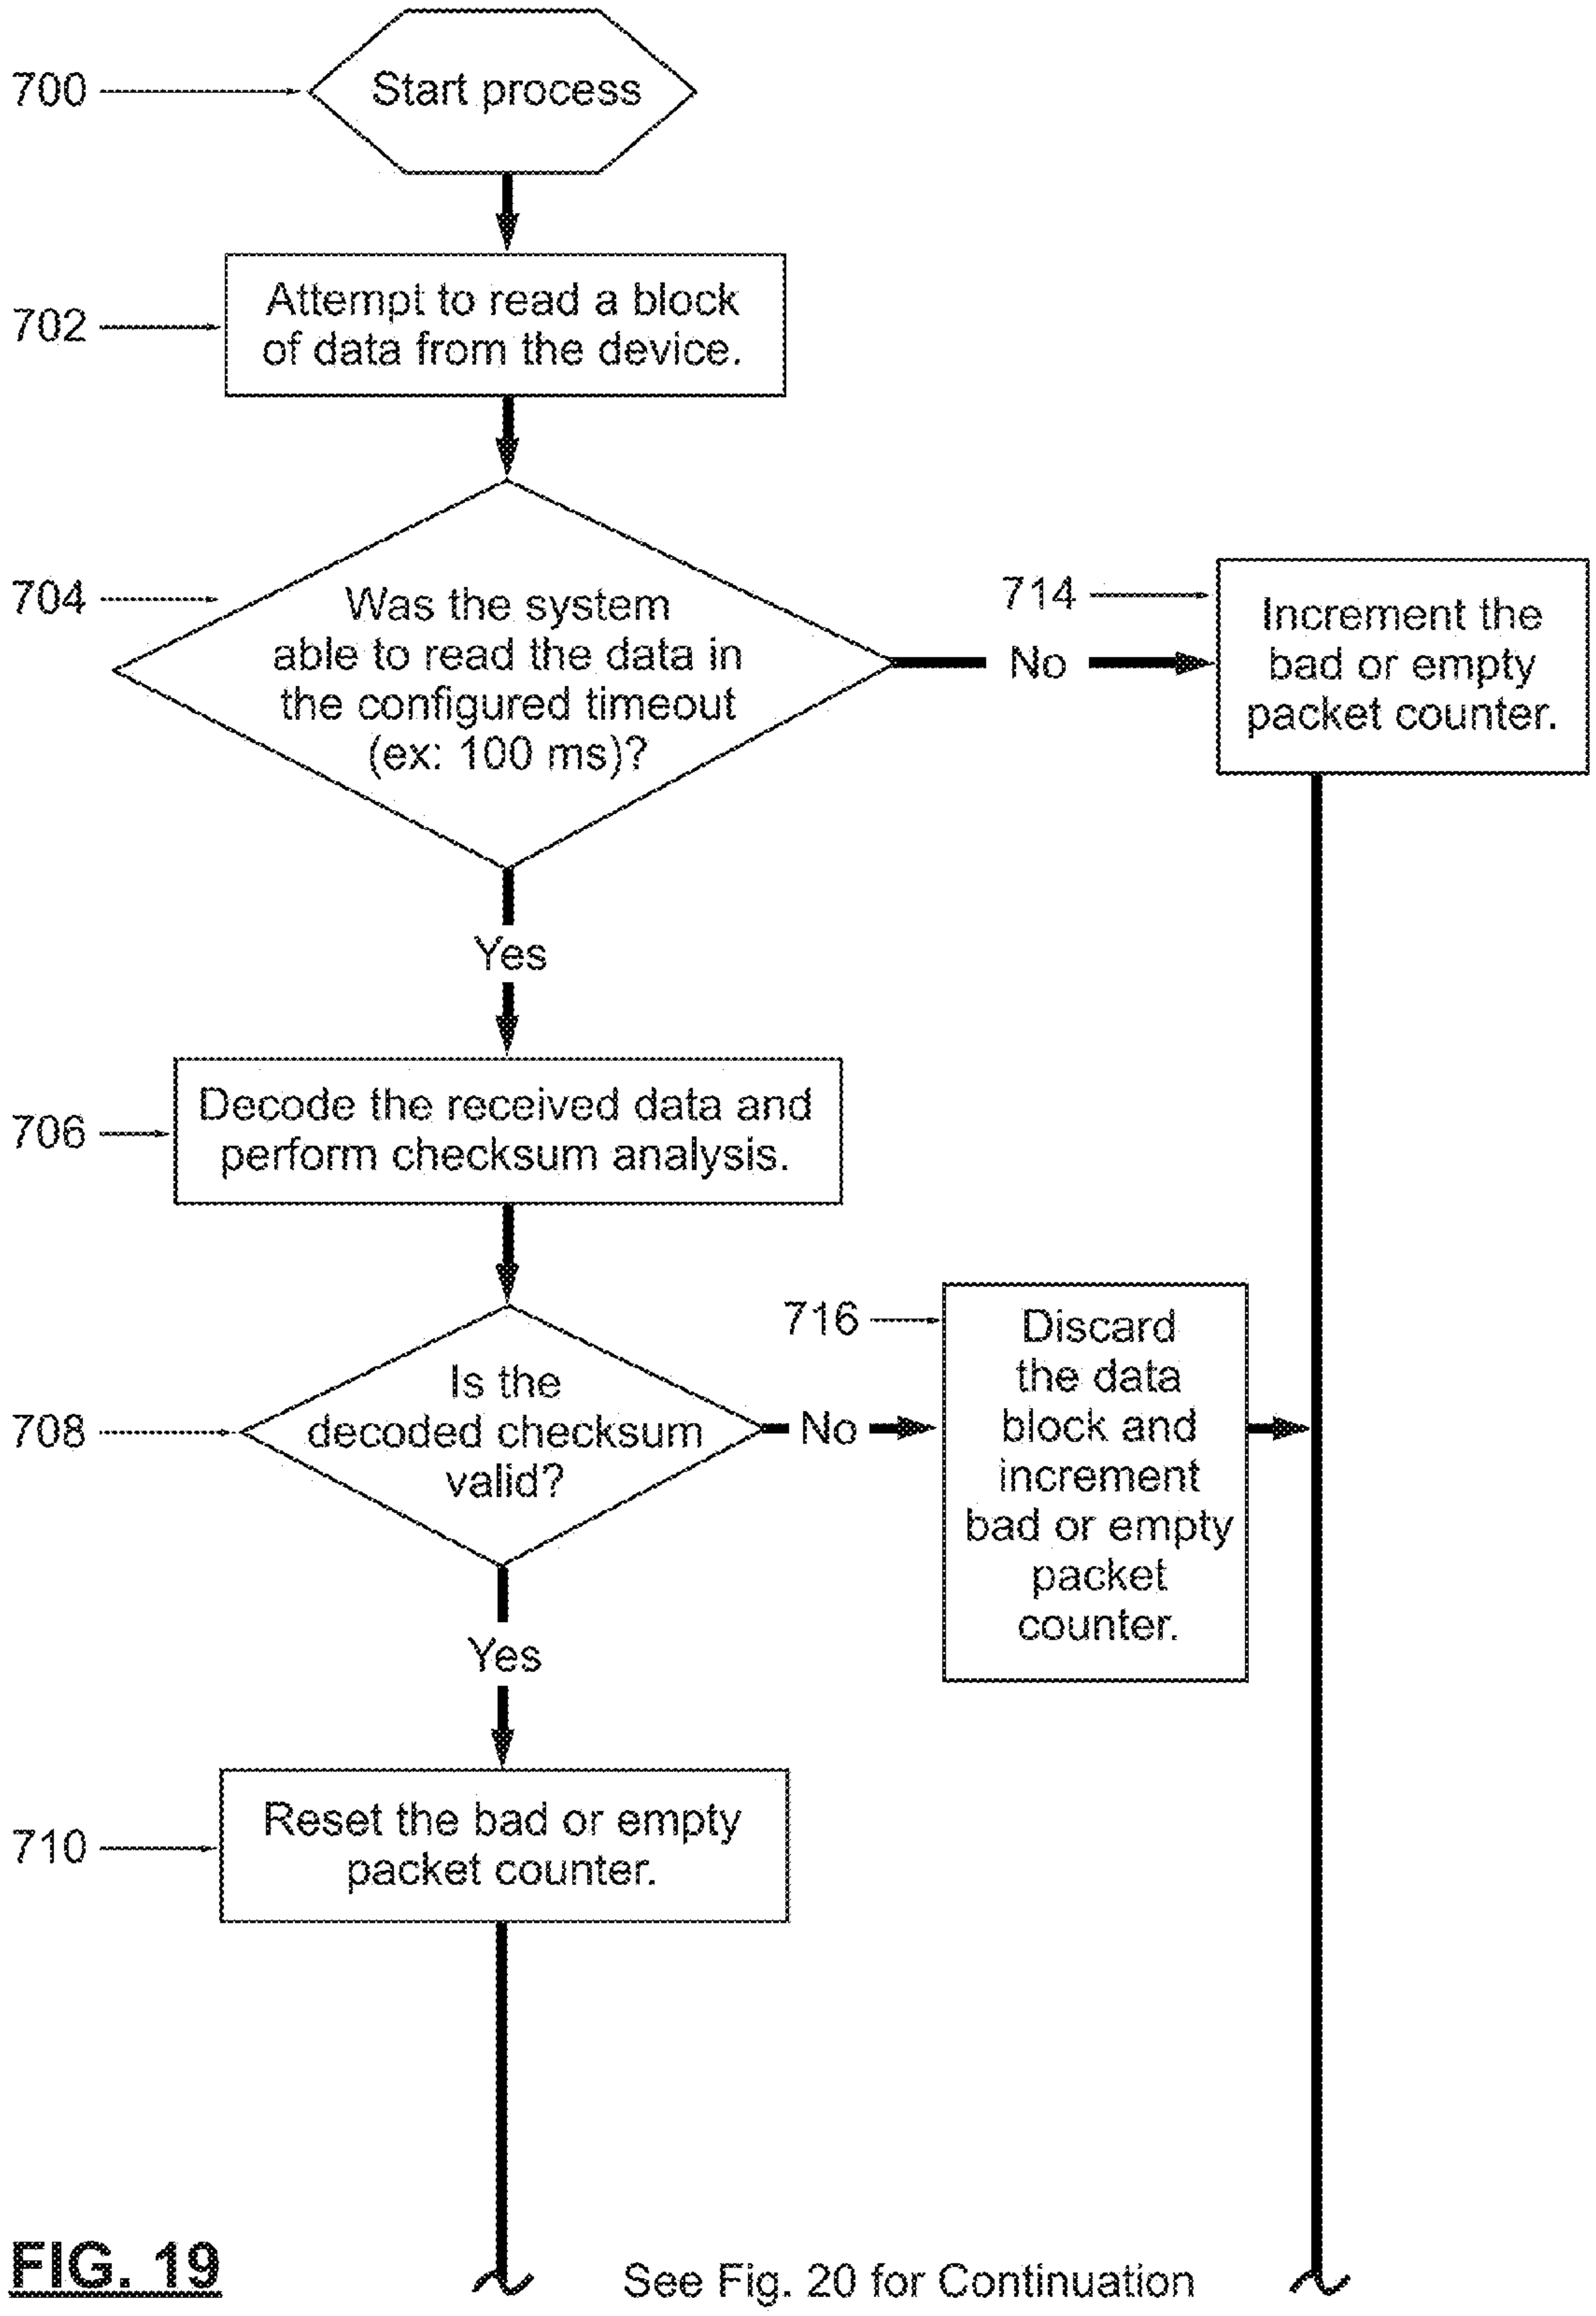 700
Start process
702
Attempt to read a block
of data from the device.
704
Was the system
able to read the data in
the configured timeout
(ex: 100 ms)?
No
714
Increment the
bad or empty
packet counter.
Yes
706
Decode the received data and
perform checksum analysis.
708
Is the
decoded checksum
valid?
No
716
Discard
the data
block and
increment
bad or empty
packet
counter.
Yes
710
Reset the bad or empty
packet counter.
FIG. 19
See Fig. 20 for Continuation